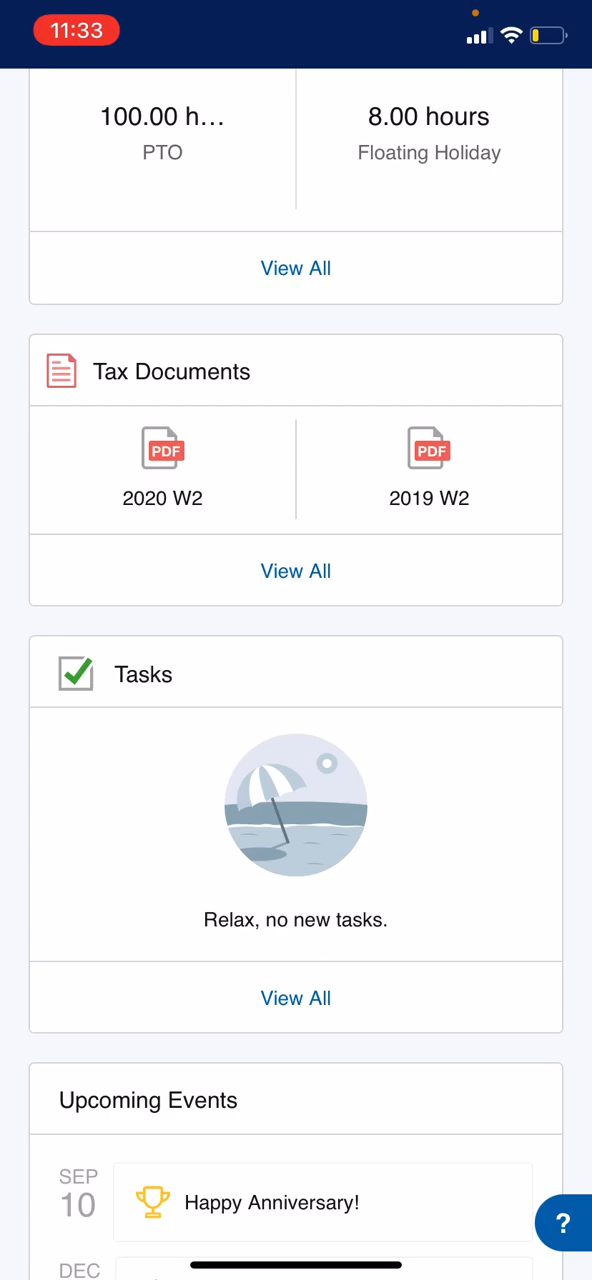 11:33
100.00 h...
PTO
8.00 hours
Floating Holiday
View All
Tax Documents
PDF
2020 W2
PDF
2019 W2
View All
Tasks
Relax, no new tasks.
View All
Upcoming Events
SEP
10
Happy Anniversary!
?
DEC